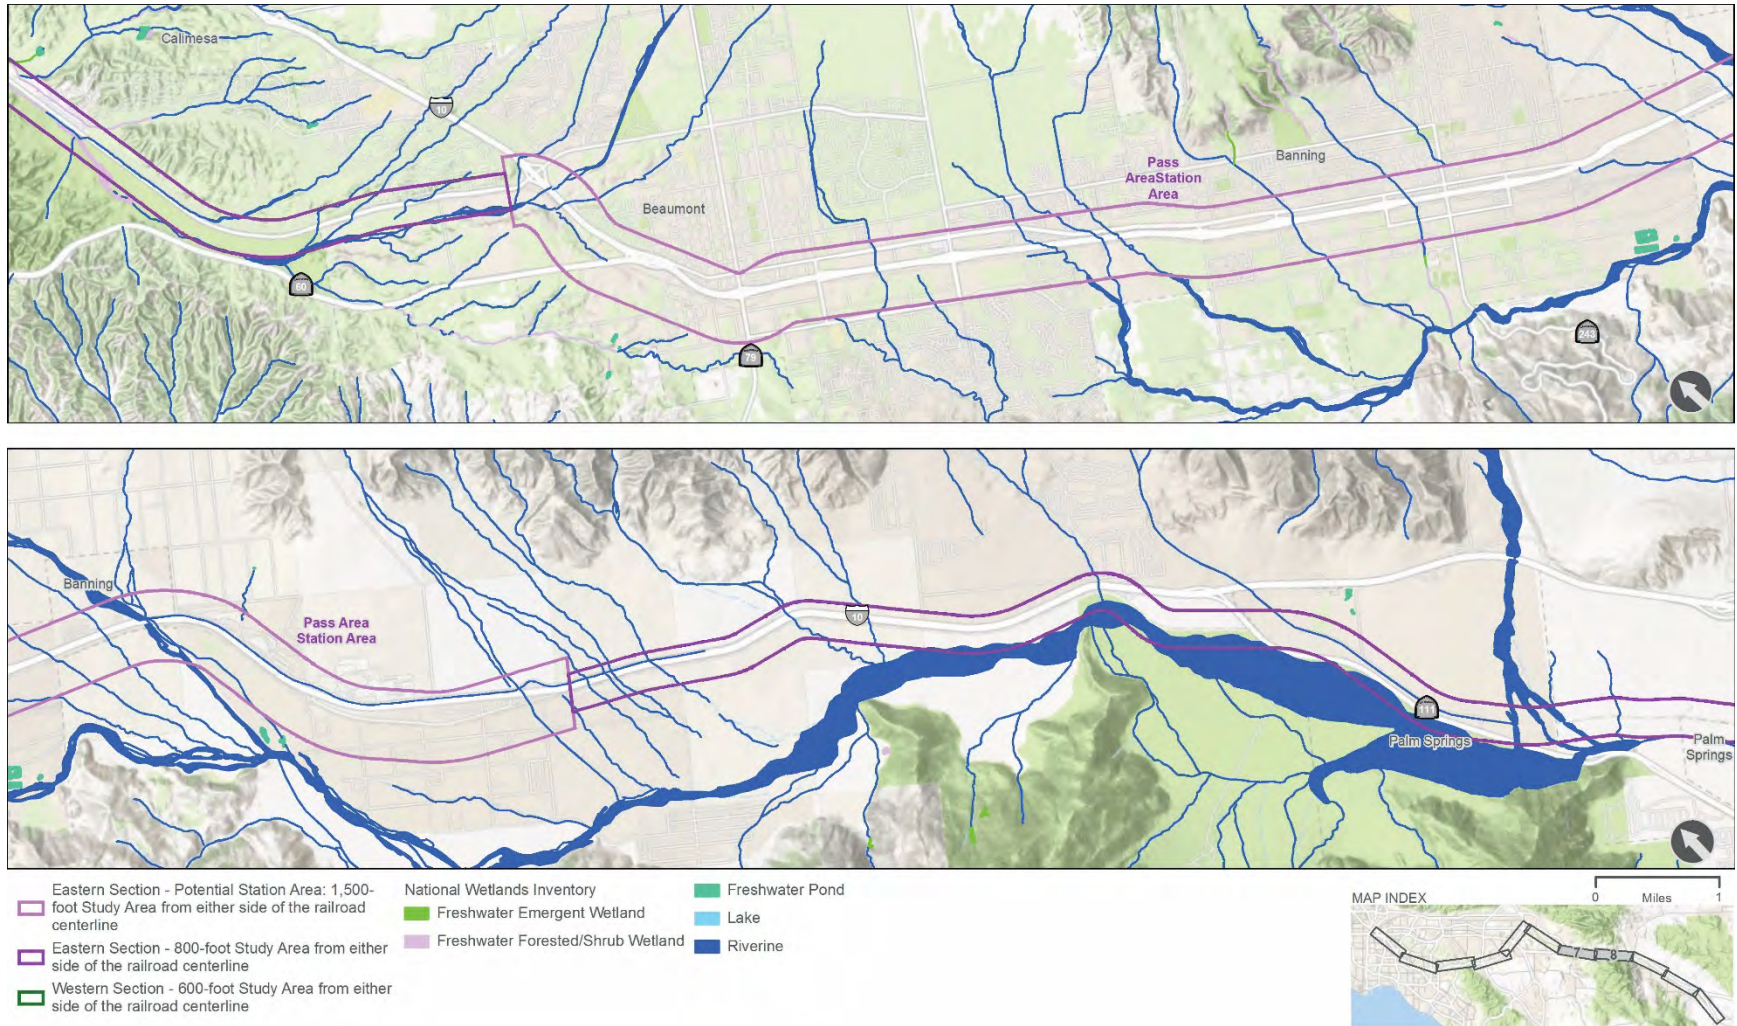 Calimesa
10
Beaumont
Pass
AreaStation
Area
Banning
60
79
243
Banning
Pass Area
Station Area
10
111
Palm Springs
Palm
Springs
Eastern Section - Potential Station Area: 1,500-
foot Study Area from either side of the railroad
centerline
Eastern Section - 800-foot Study Area from either
side of the railroad centerline
Western Section - 600-foot Study Area from either
side of the railroad centerline
National Wetlands Inventory
Freshwater Emergent Wetland
Freshwater Forested/Shrub Wetland
Freshwater Pond
Lake
Riverine
MAP INDEX
0 Miles 1
7
8